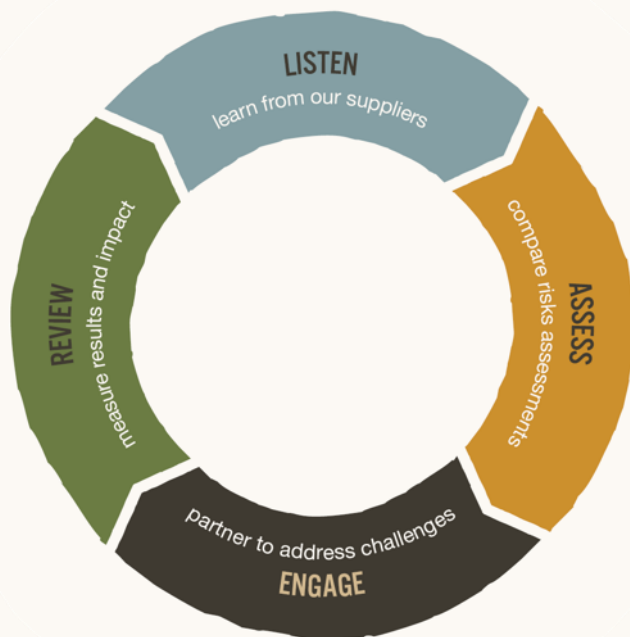 LISTEN
learn from our suppliers
ASSESS
compare risks assessments
partner to address challenges
ENGAGE
REVIEW
measure results and impact